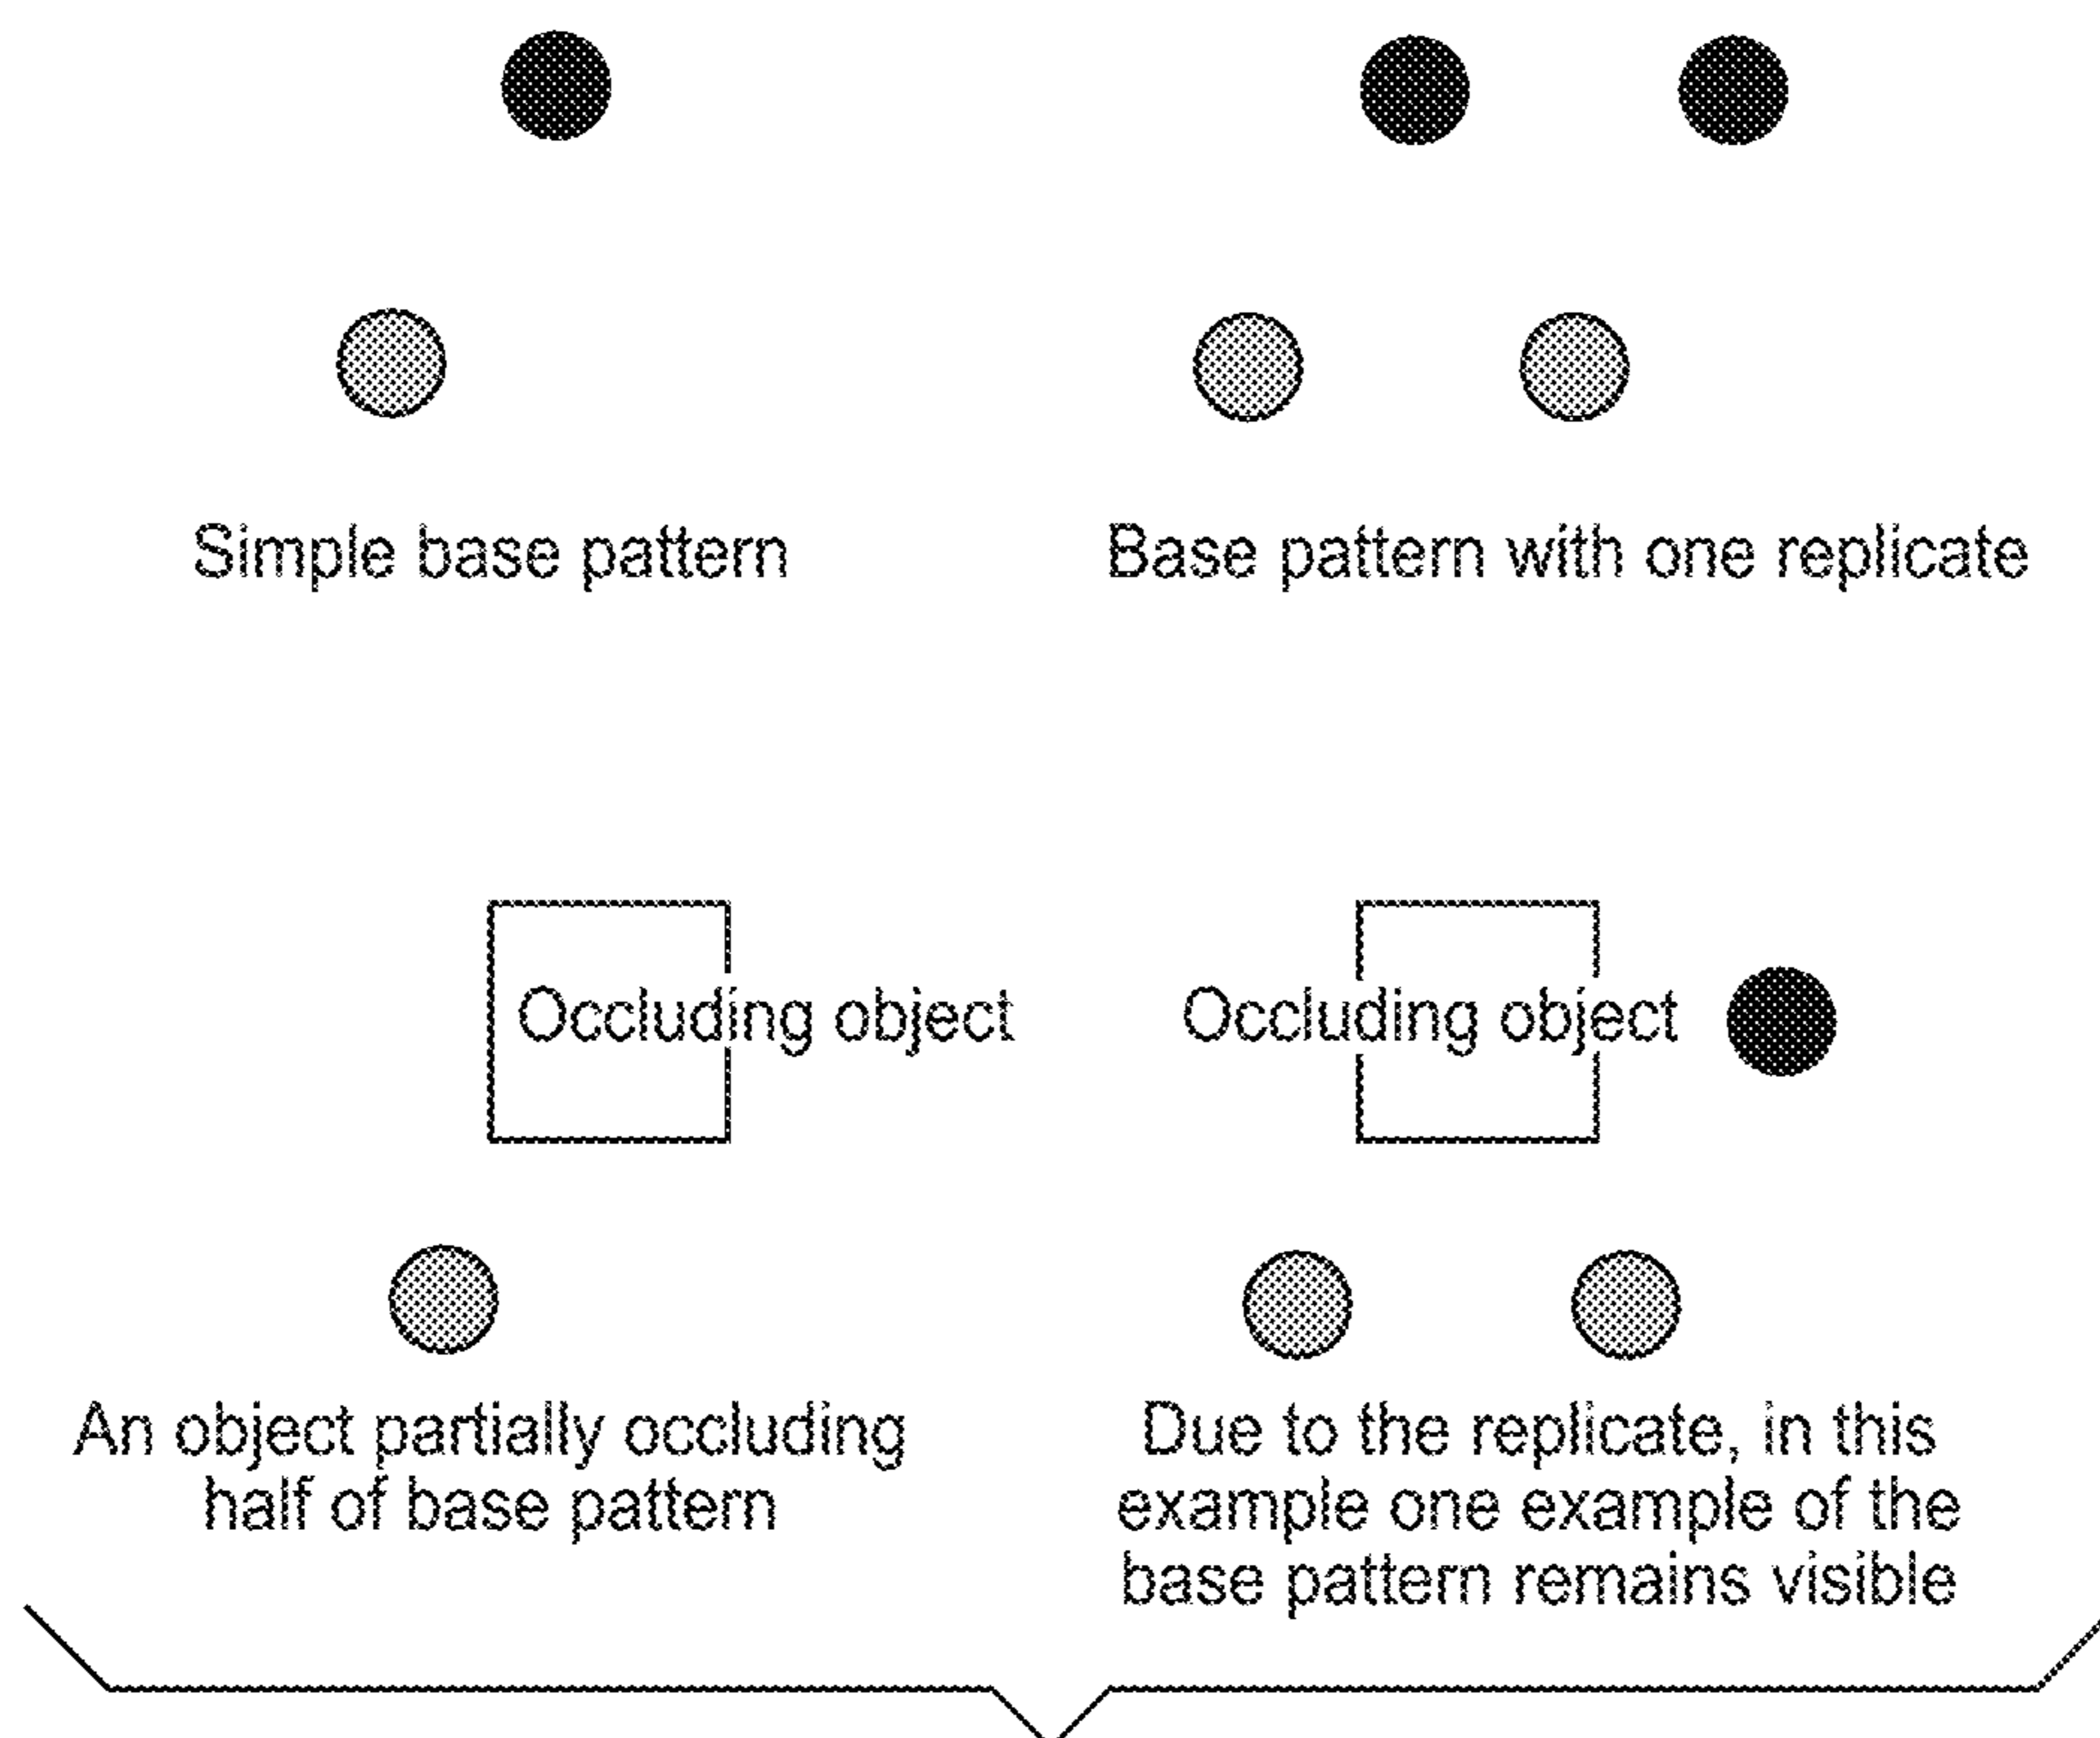 Simple base pattern
Base pattern with one replicate
Occluding object
Occluding object
An object partially occluding
half of base pattern
Due to the replicate, in this
example one example of the
base pattern remains visible